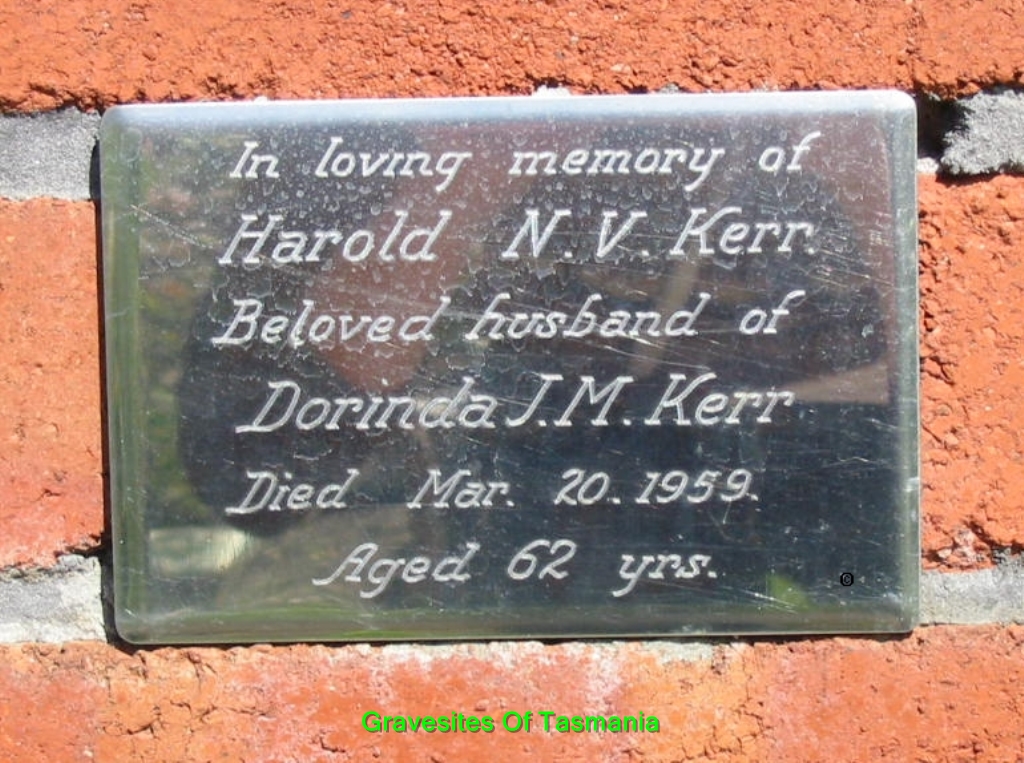 In loving memory of
Harold N. V. Kerr.
Beloved husband of
Dorinda J. M. Kerr
Died Mar. 20. 1959.
Aged 62 yrs.
©
Gravesites Of Tasmania